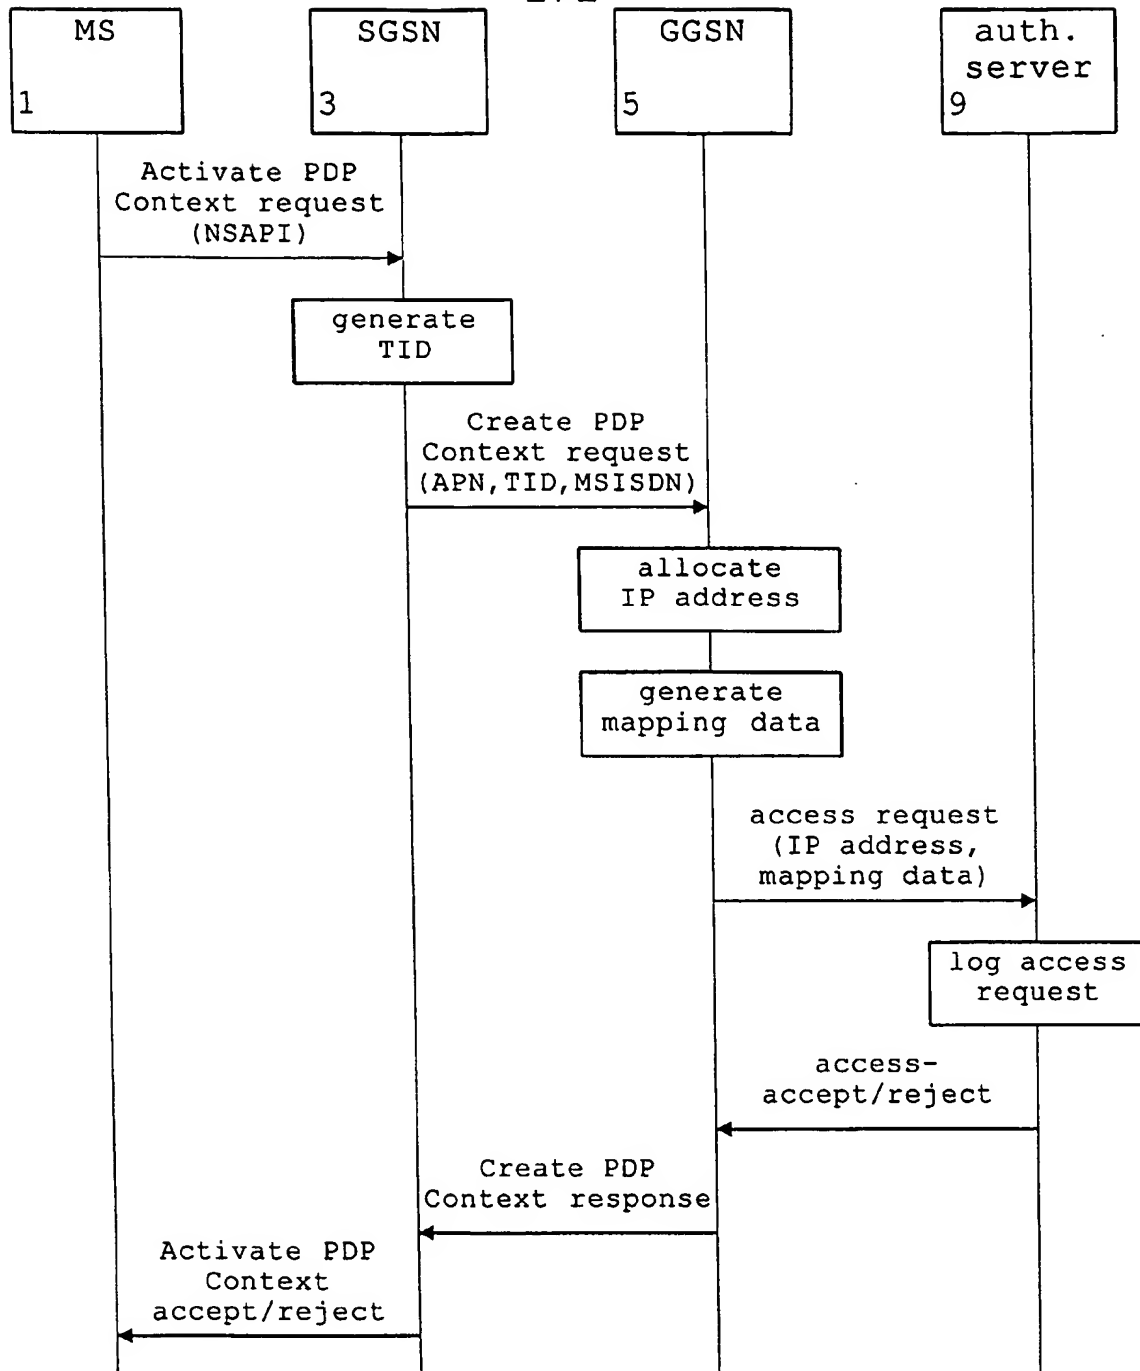 MS
1
SGSN
3
GGSN
5
auth.
server
9
Activate PDP
Context request
(NSAPI)
generate
TID
Create PDP
Context request
(APN,TID,MSISDN)
allocate
IP address
generate
mapping data
access request
(IP address,
mapping data)
log access
request
access-
accept/reject
Create PDP
Context response
Activate PDP
Context
accept/reject